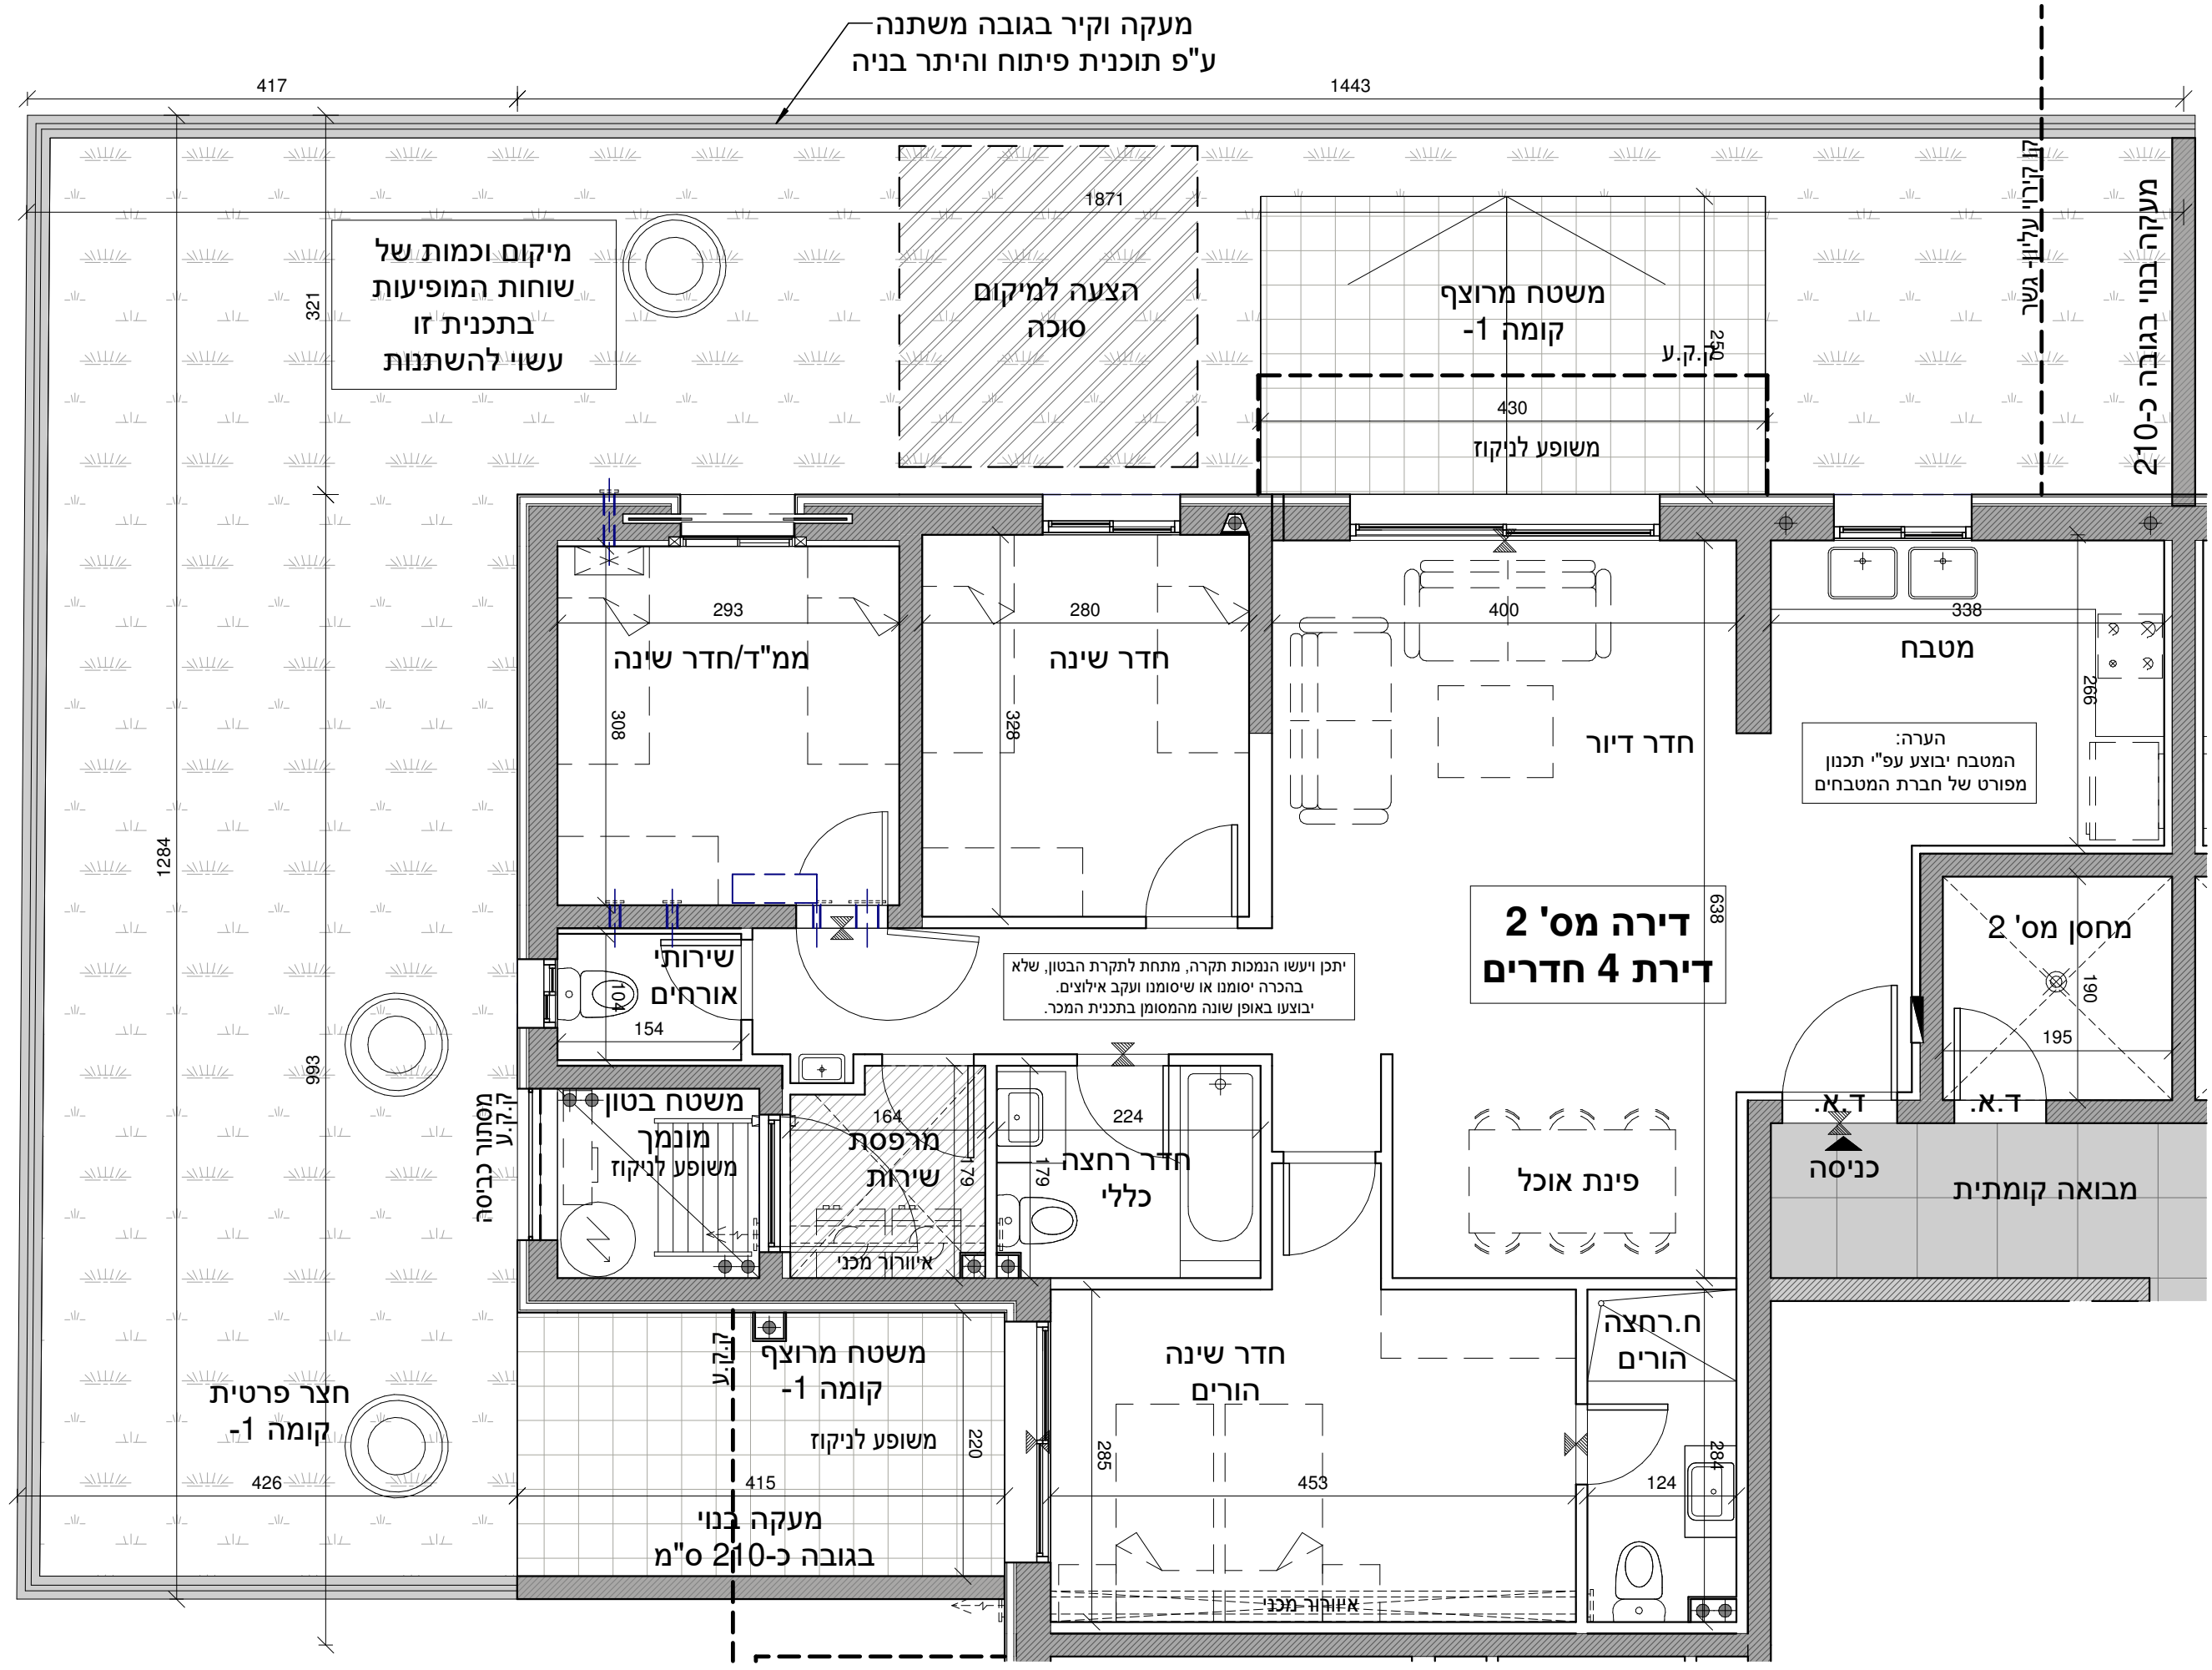 מעקה וקיר בגובה משתנה
ע"פ תוכנית פיתוח והיתר בניה
417
1443
1871
מיקום וכמות של
שוחות המופיעות
בתכנית זו
עשוי להשתנות
321
הצעה למיקום
סוכה
משטח מרוצף
קומה 1-
ק.ק.ע
250
430
משופע לניקוז
קו קירוי עליון- גשר
מעקה בנוי בגובה כ-210
293
280
400
338
ממ"ד/חדר שינה
חדר שינה
מטבח
308
328
266
חדר דיור
הערה:
המטבח יבוצע עפ"י תכנון
מפורט של חברת המטבחים
1284
993
638
דירה מס' 2
דירת 4 חדרים
מחסן מס' 2
190
195
שירותי
אורחים
104
154
יתכן ויעשו הנמכות תקרה, מתחת לתקרת הבטון, שלא
בהכרה יסומנו או שיסומנו ועקב אילוצים.
יבוצעו באופן שונה מהמסומן בתכנית המכר.
ד.א.
ד.א.
כניסה
מבואה קומתית
מסתור כביסה
ק.ק.ע
משטח בטון
מונמך
משופע לניקוז
164
מרפסת
שירות
179
איוורור מכני
224
179
חדר רחצה
כללי
פינת אוכל
ק.ק.ע
משטח מרוצף
קומה 1-
משופע לניקוז
220
חדר שינה
הורים
ח.רחצה
הורים
חצר פרטית
קומה 1-
285
284
426
415
453
124
מעקה בנוי
בגובה כ-210 ס"מ
איוורור מכני